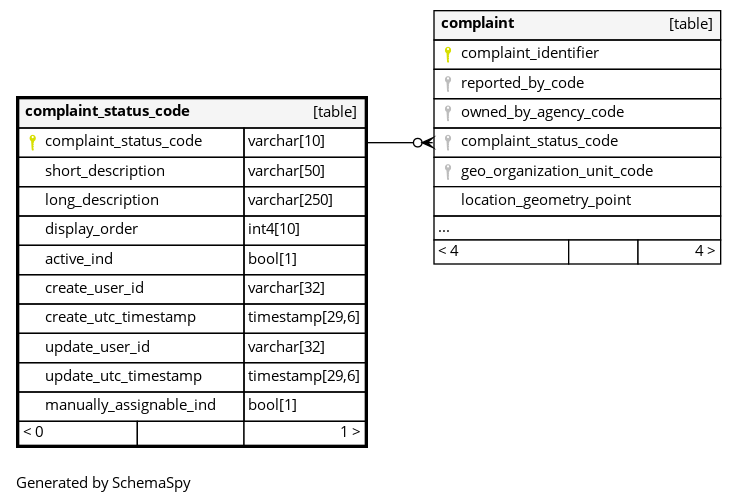 complaint_status_code [table]
complaint_status_code varchar[10]
short_description varchar[50]
long_description varchar[250]
display_order int4[10]
active_ind bool[1]
create_user_id varchar[32]
create_utc_timestamp timestamp[29,6]
update_user_id varchar[32]
update_utc_timestamp timestamp[29,6]
manually_assignable_ind bool[1]
< 0 1 >
complaint [table]
complaint_identifier
reported_by_code
owned_by_agency_code
complaint_status_code
geo_organization_unit_code
location_geometry_point
...
< 4 4 >
Generated by SchemaSpy